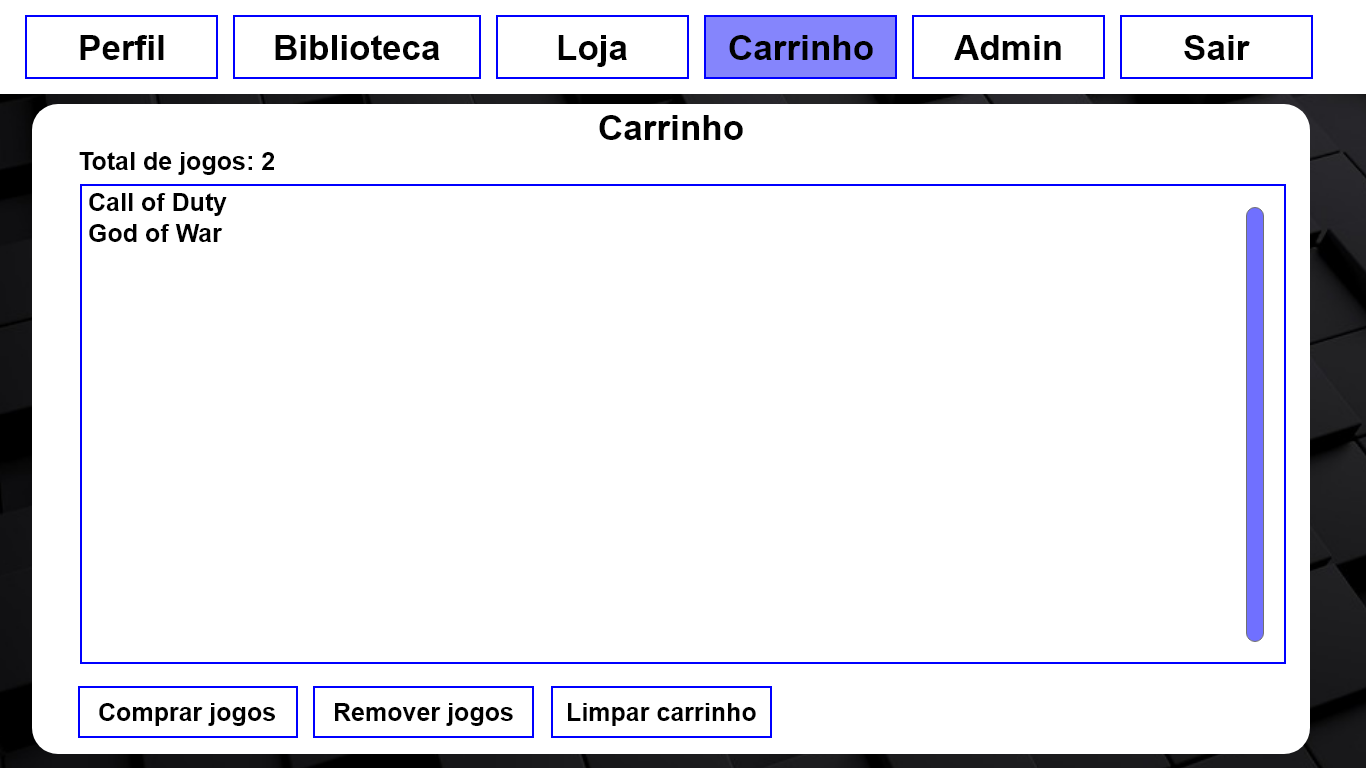 Perfil Biblioteca Loja Carrinho Admin Sair
Carrinho
Total de jogos: 2
Call of Duty
God of War
Comprar jogos Remover jogos Limpar carrinho